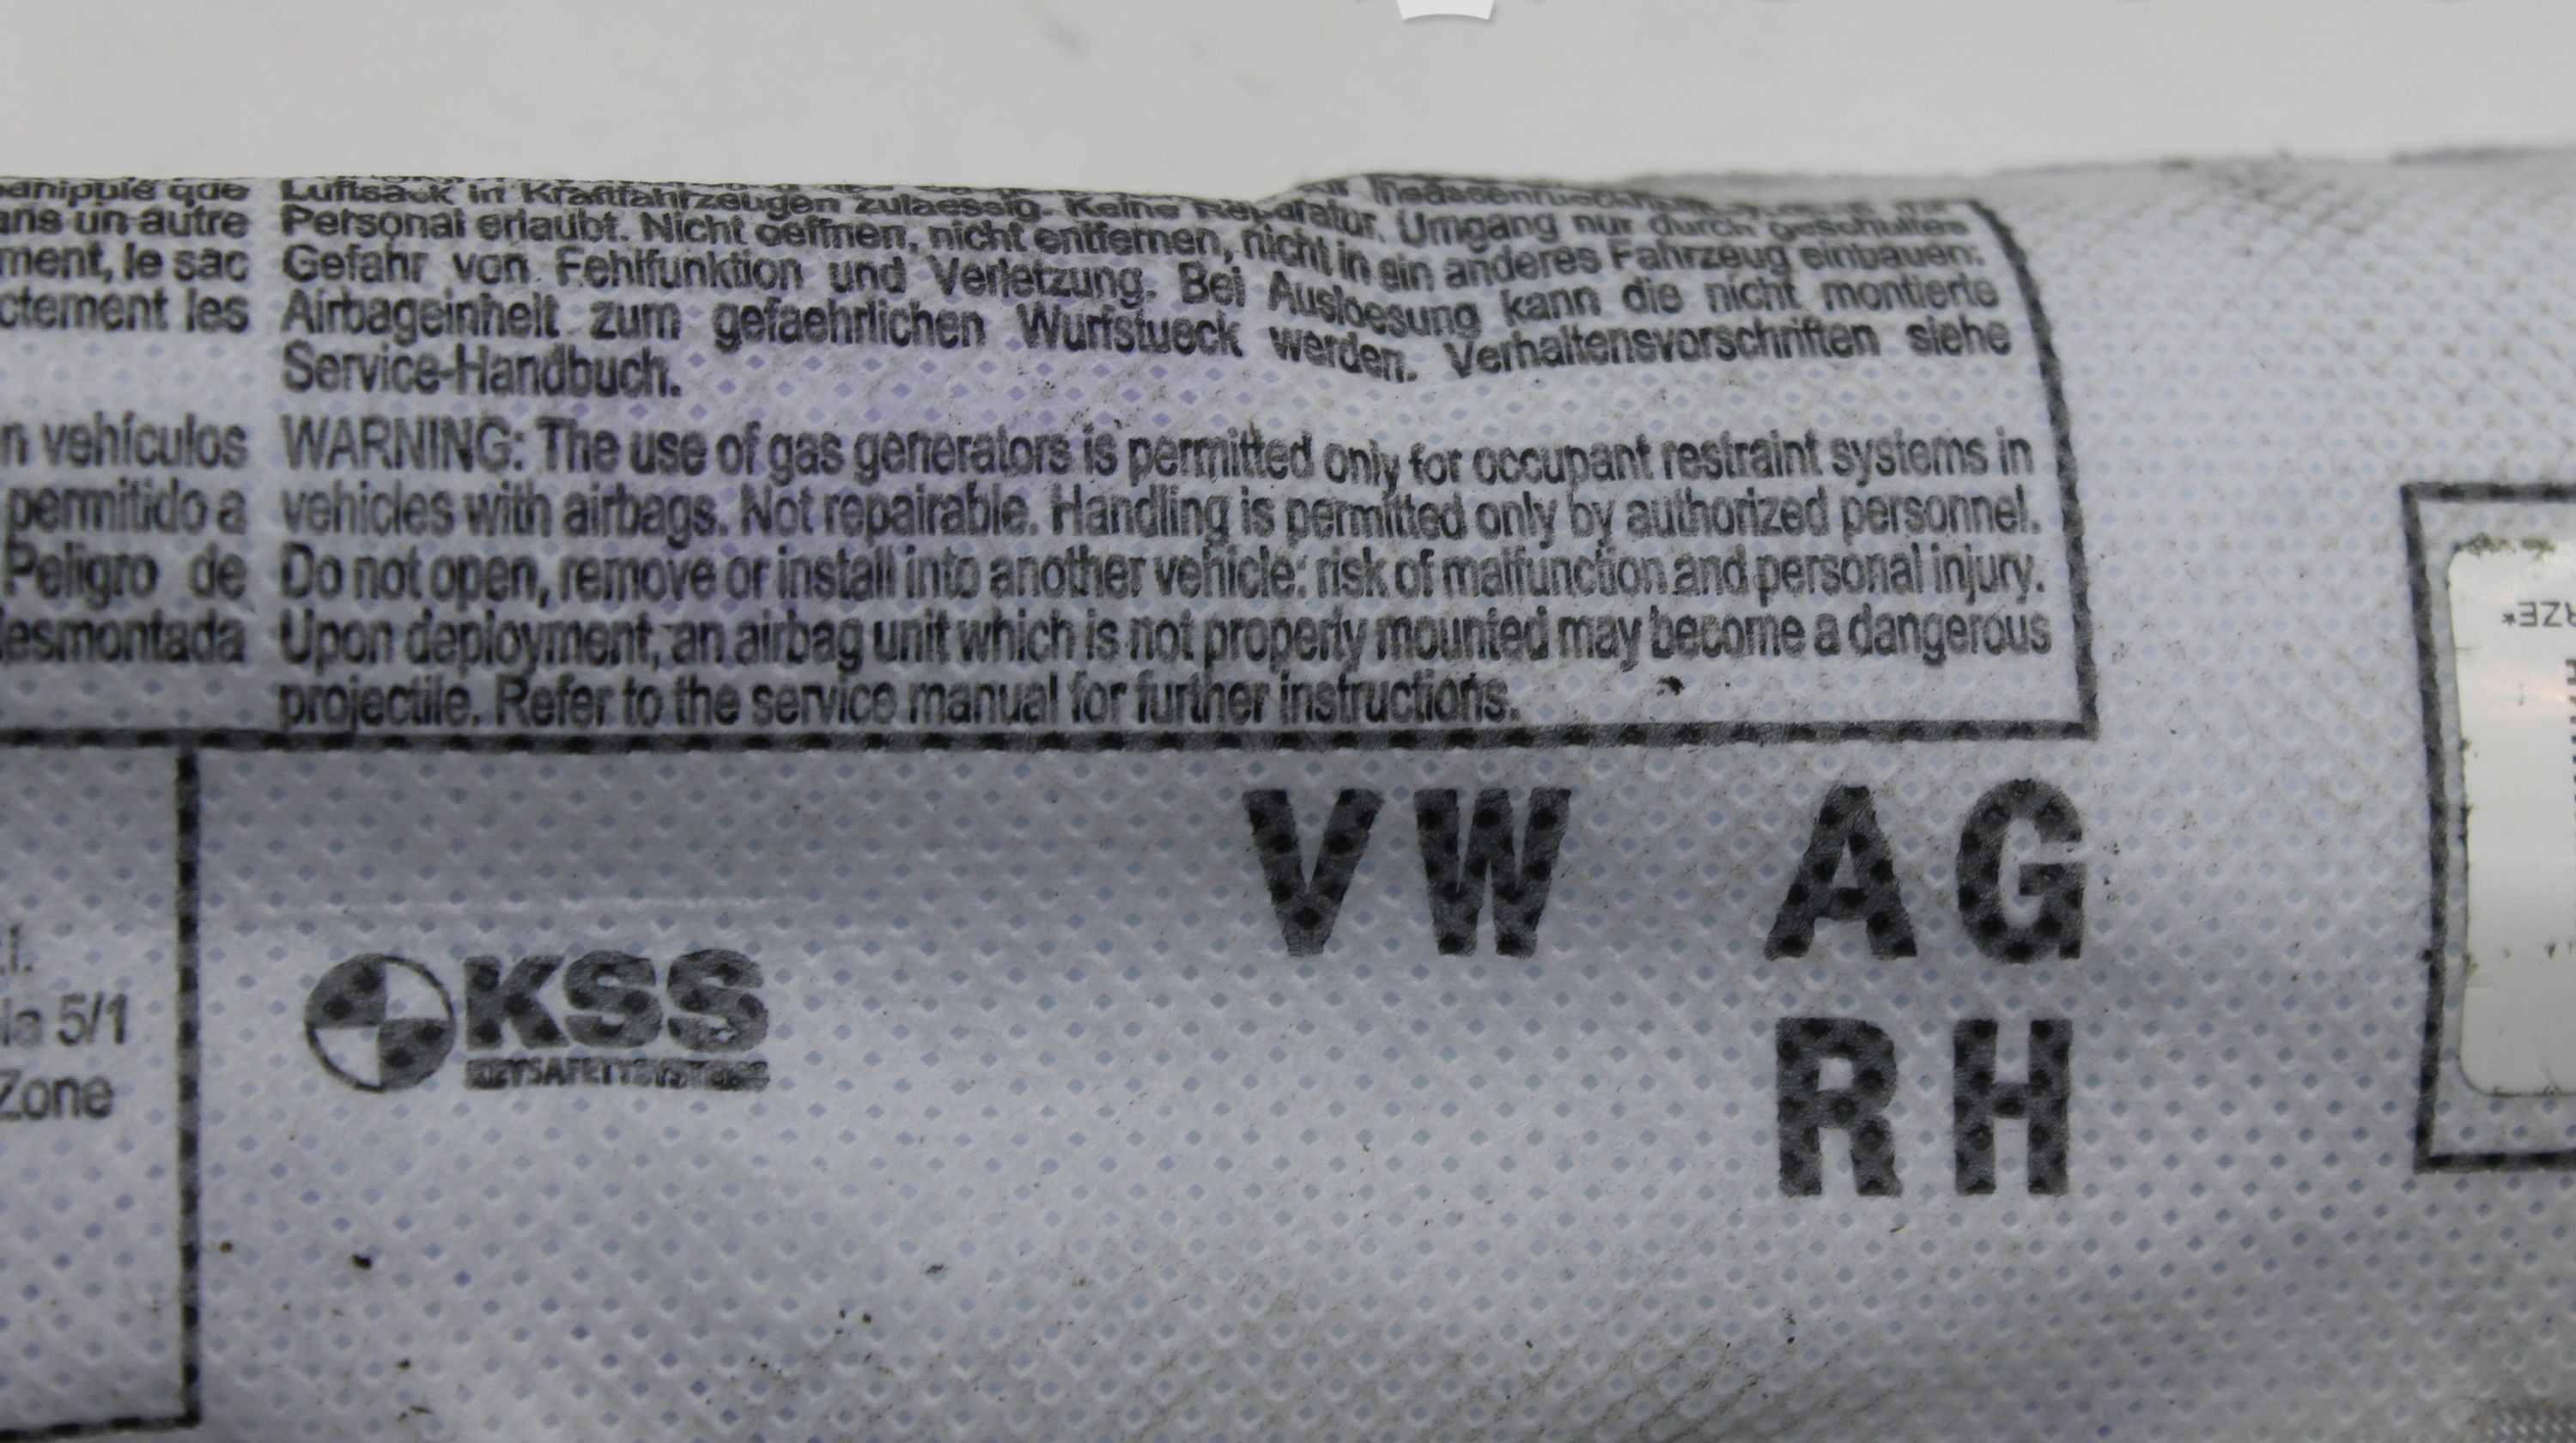 anipule que
ans un autre
ment, le sac
ctement les
n vehículos
permitido a
Peligro de
desmontada
Luftsack in Kraftfahrzeugen zulaessig. Keine Reparatur. Umgang nur durch geschultes
Personal erlaubt. Nicht oeffnen, nicht entfernen, nicht in ein anderes Fahrzeug einbauen:
Gefahr von Fehlfunktion und Verletzung. Bei Ausloesung kann die nicht montierte
Airbageinheit zum gefaehrlichen Wurfstueck werden. Verhaltensvorschriften siehe
Service-Handbuch.
WARNING: The use of gas generators is permitted only for occupant restraint systems in
vehicles with airbags. Not repairable. Handling is permitted only by authorized personnel.
Do not open, remove or install into another vehicle: risk of malfunction and personal injury.
Upon deployment, an airbag unit which is not properly mounted may become a dangerous
projectile. Refer to the service manual for further instructions.
la 5/1
Zone
KSS
KEYSAFETYSYSTEMS
VW AG
RH
RZE*